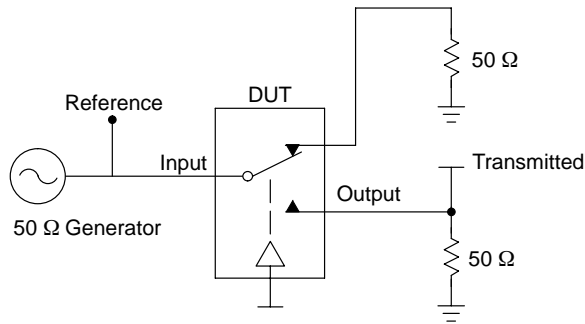 50 Ω
DUT
Reference
Input
Transmitted
Output
50 Ω Generator
50 Ω